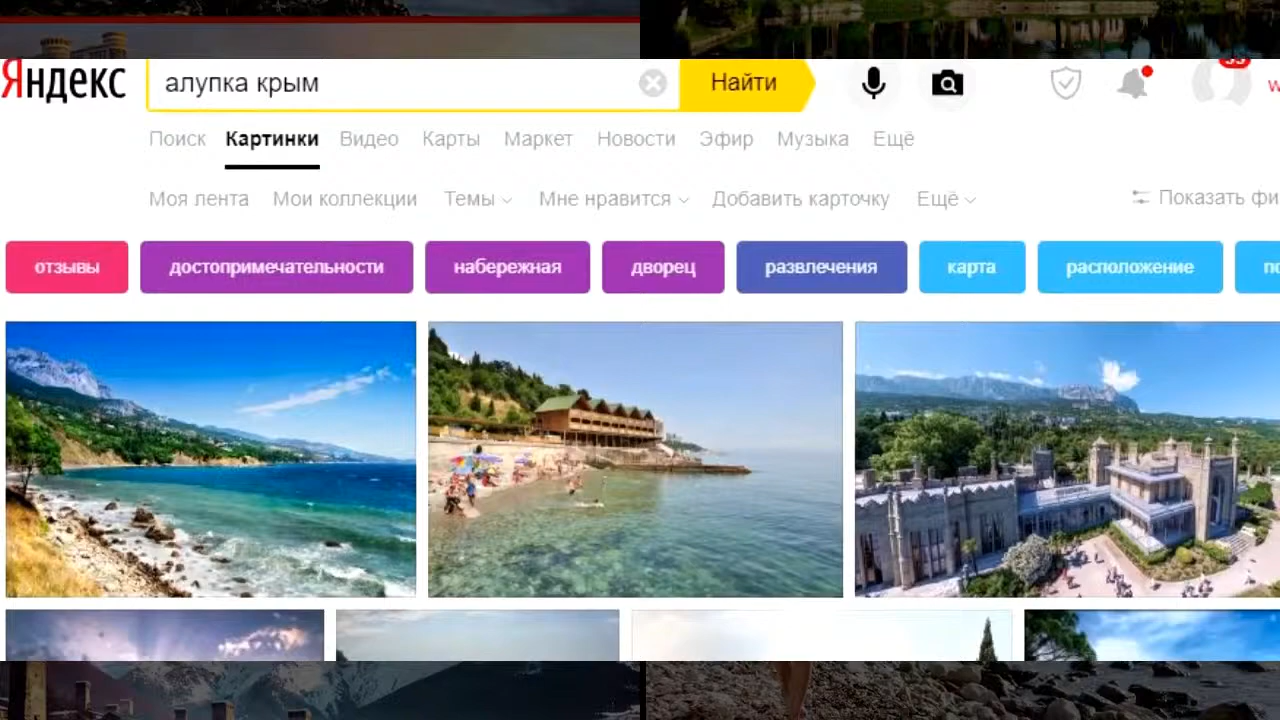 Яндекс алупка крым Найти
Поиск Картинки Видео Карты Маркет Новости Эфир Музыка Ещё
Моя лента Мои коллекции Темы Мне нравится Добавить карточку Ещё Показать
отзывы достопримечательности набережная дворец развлечения карта расположение